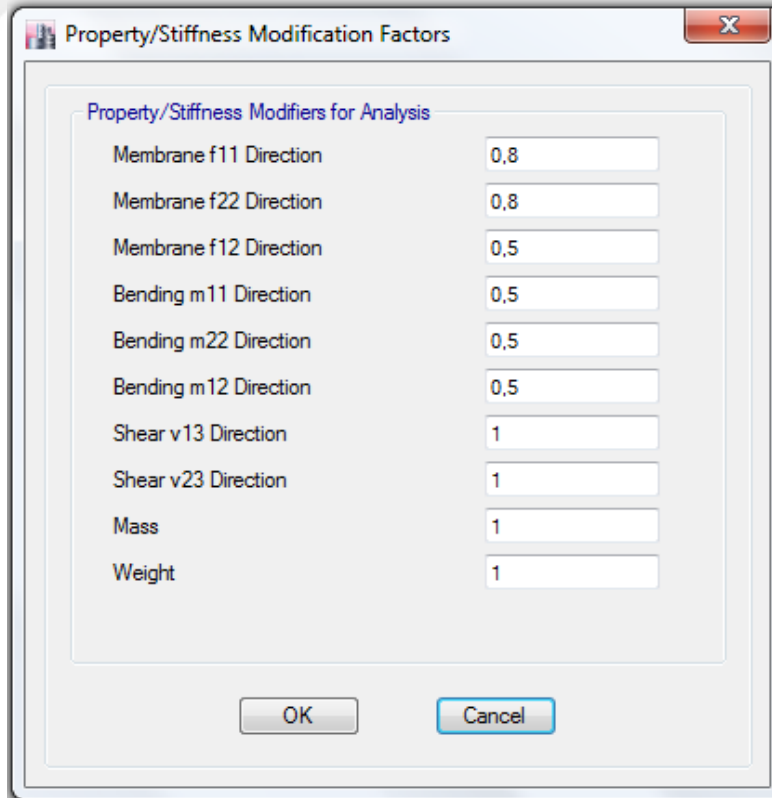 Property/Stiffness Modification Factors
Property/Stiffness Modifiers for Analysis
Membrane f11 Direction 0,8
Membrane f22 Direction 0,8
Membrane f12 Direction 0,5
Bending m11 Direction 0,5
Bending m22 Direction 0,5
Bending m12 Direction 0,5
Shear v13 Direction 1
Shear v23 Direction 1
Mass 1
Weight 1
OK Cancel